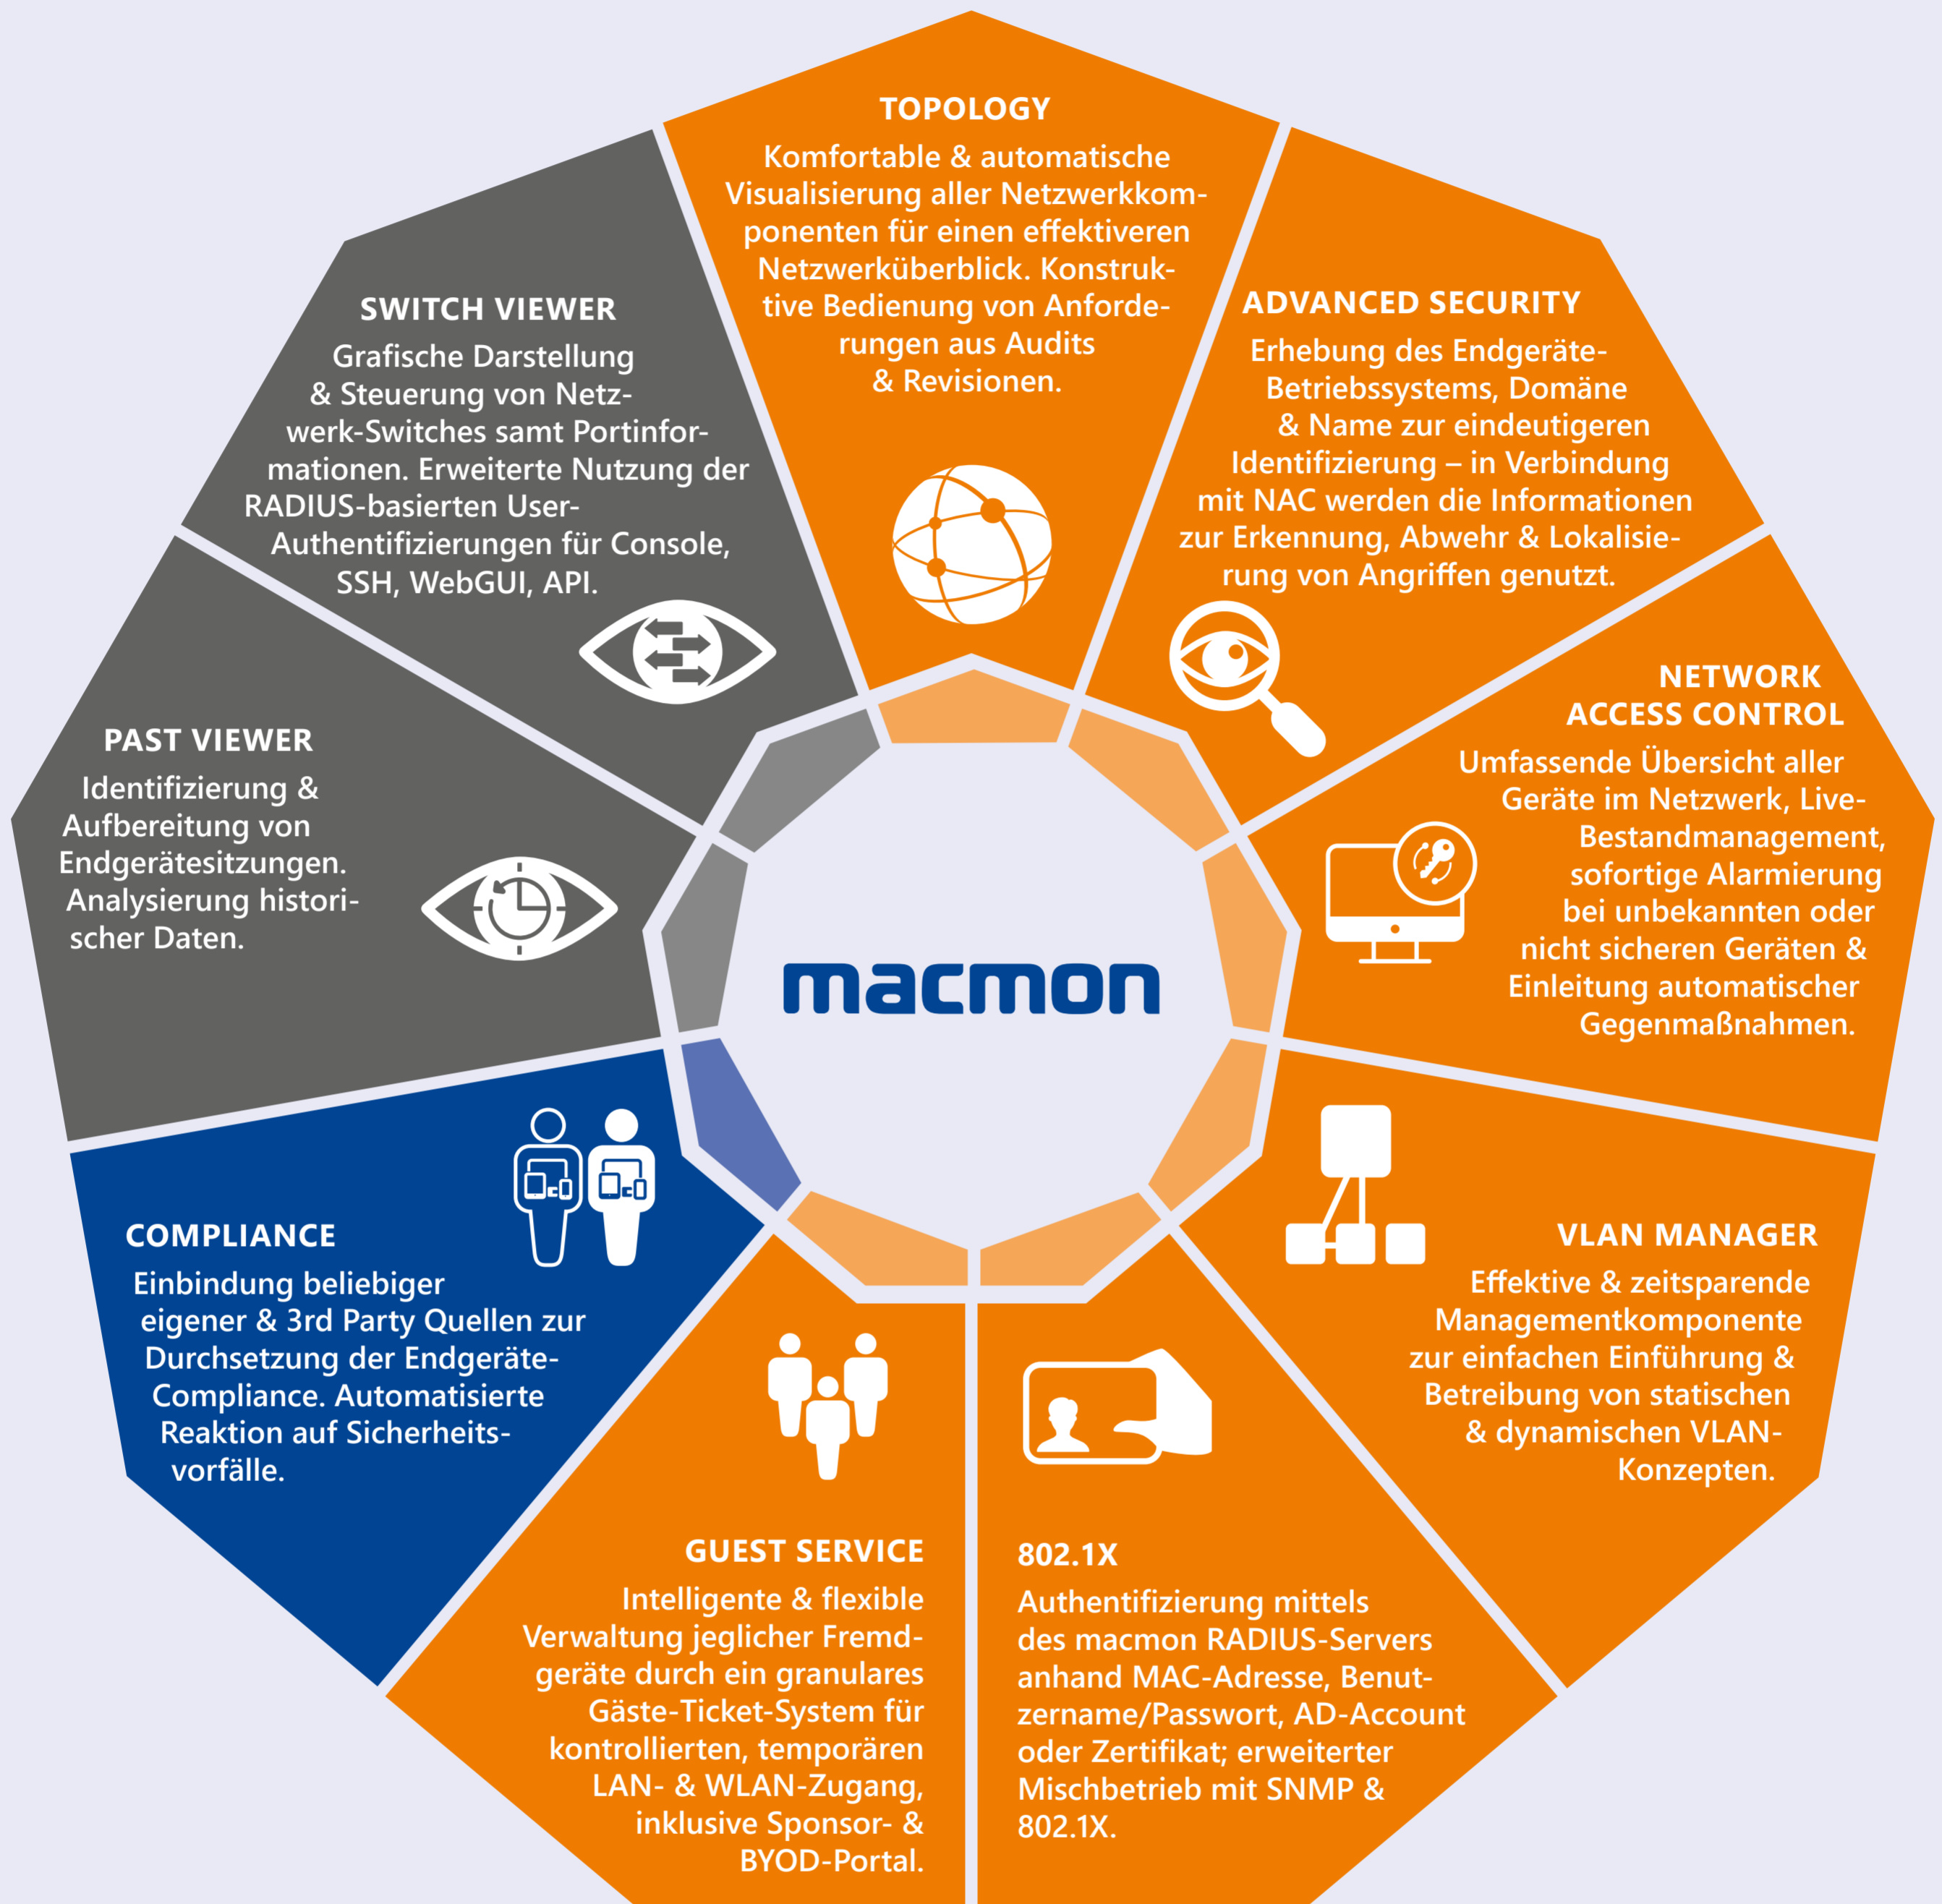 TOPOLOGY
Komfortable & automatische
Visualisierung aller Netzwerkkom-
ponenten für einen effektiveren
Netzwerküberblick. Konstruk-
tive Bedienung von Anforde-
rungen aus Audits
& Revisionen.
ADVANCED SECURITY
Erhebung des Endgeräte-
Betriebssystems, Domäne
& Name zur eindeutigeren
Identifizierung – in Verbindung
mit NAC werden die Informationen
zur Erkennung, Abwehr & Lokalisie-
rung von Angriffen genutzt.
NETWORK
ACCESS CONTROL
Umfassende Übersicht aller
Geräte im Netzwerk, Live-
Bestandmanagement,
sofortige Alarmierung
bei unbekannten oder
nicht sicheren Geräten &
Einleitung automatischer
Gegenmaßnahmen.
VLAN MANAGER
Effektive & zeitsparende
Managementkomponente
zur einfachen Einführung &
Betreibung von statischen
& dynamischen VLAN-
Konzepten.
802.1X
Authentifizierung mittels
des macmon RADIUS-Servers
anhand MAC-Adresse, Benut-
zername/Passwort, AD-Account
oder Zertifikat; erweiterter
Mischbetrieb mit SNMP &
802.1X.
GUEST SERVICE
Intelligente & flexible
Verwaltung jeglicher Fremd-
geräte durch ein granulares
Gäste-Ticket-System für
kontrollierten, temporären
LAN- & WLAN-Zugang,
inklusive Sponsor- &
BYOD-Portal.
COMPLIANCE
Einbindung beliebiger
eigener & 3rd Party Quellen zur
Durchsetzung der Endgeräte-
Compliance. Automatisierte
Reaktion auf Sicherheits-
vorfälle.
PAST VIEWER
Identifizierung &
Aufbereitung von
Endgerätesitzungen.
Analysierung histori-
scher Daten.
SWITCH VIEWER
Grafische Darstellung
& Steuerung von Netz-
werk-Switches samt Portinfor-
mationen. Erweiterte Nutzung der
RADIUS-basierten User-
Authentifizierungen für Console,
SSH, WebGUI, API.
macmon